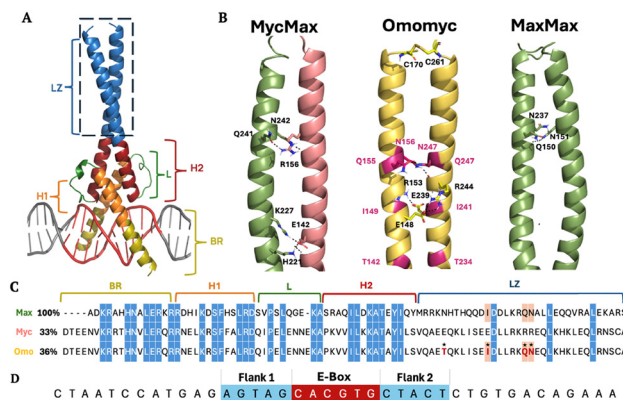 A
LZ
H2
L
H1
BR
B
MycMax
Omomyc
MaxMax
N242
Q241
R156
K227
E142
H221
C170
C261
N156
N247
Q155
Q247
R153
R244
E239
I149
I241
E148
T142
T234
N237
N151
Q150
C
BR
H1
L
H2
LZ
Max 100%
Myc 33%
Omo 36%
D
Flank 1
E-Box
Flank 2
C T A A T C C A T G A G A G T A G C A C G T G C T A C T C T G T G A C A G A A A